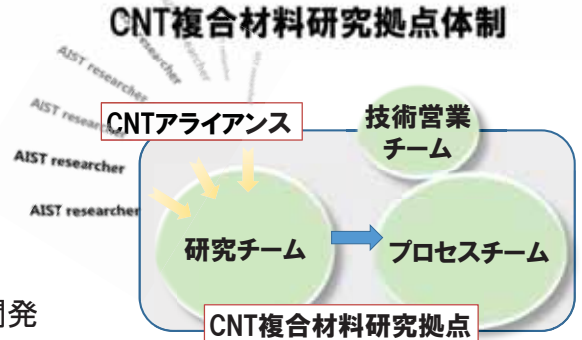 CNT複合材料研究拠点体制
AIST researcher
researcher
researcher
AIST researcher
AIST researcher
AIST researcher
CNTアライアンス
技術営業
チーム
研究チーム
プロセスチーム
開発
CNT複合材料研究拠点